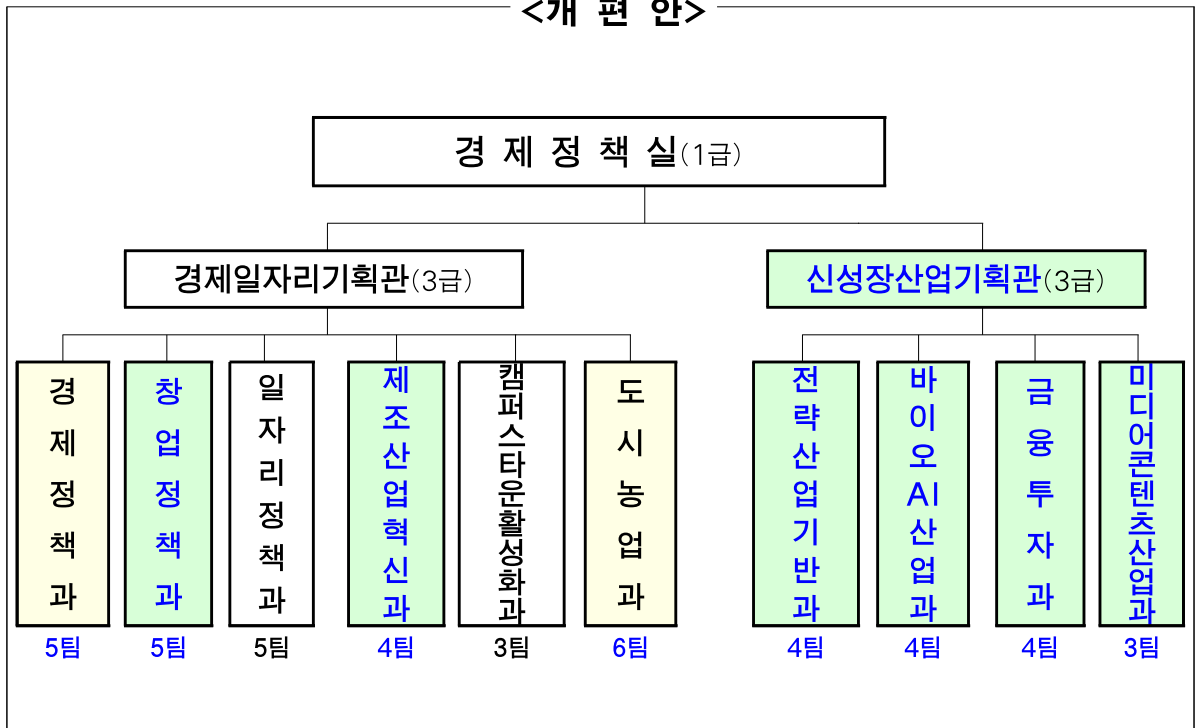 <개 편 안>
경 제 정 책 실(1급)
경제일자리기획관(3급)
신성장산업기획관(3급)
경제정책과
창업정책과
일자리정책과
제조산업혁신과
캠퍼스타운활성화과
도시농업과
전략산업기반과
바이오AI산업과
금융투자과
미디어콘텐츠산업과
5팀
5팀
5팀
4팀
3팀
6팀
4팀
4팀
4팀
3팀